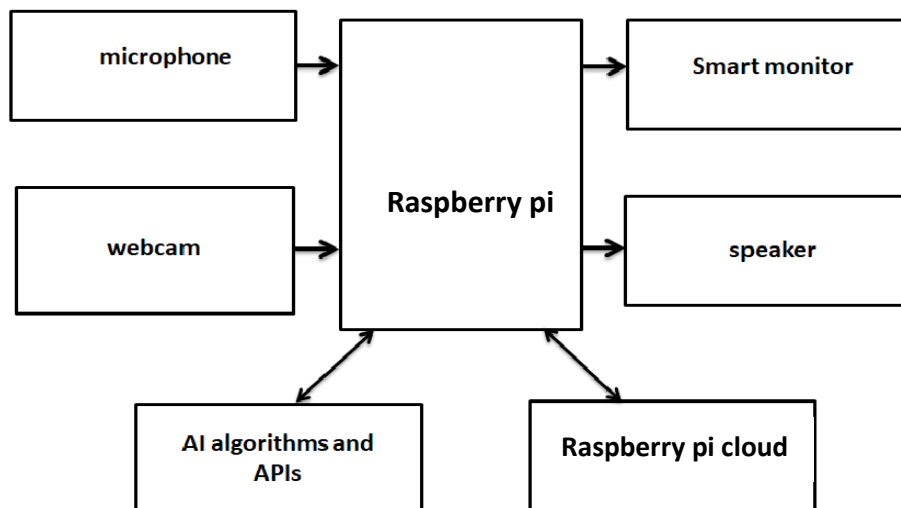 microphone
Smart monitor
Raspberry pi
webcam
speaker
AI algorithms and
APIs
Raspberry pi cloud